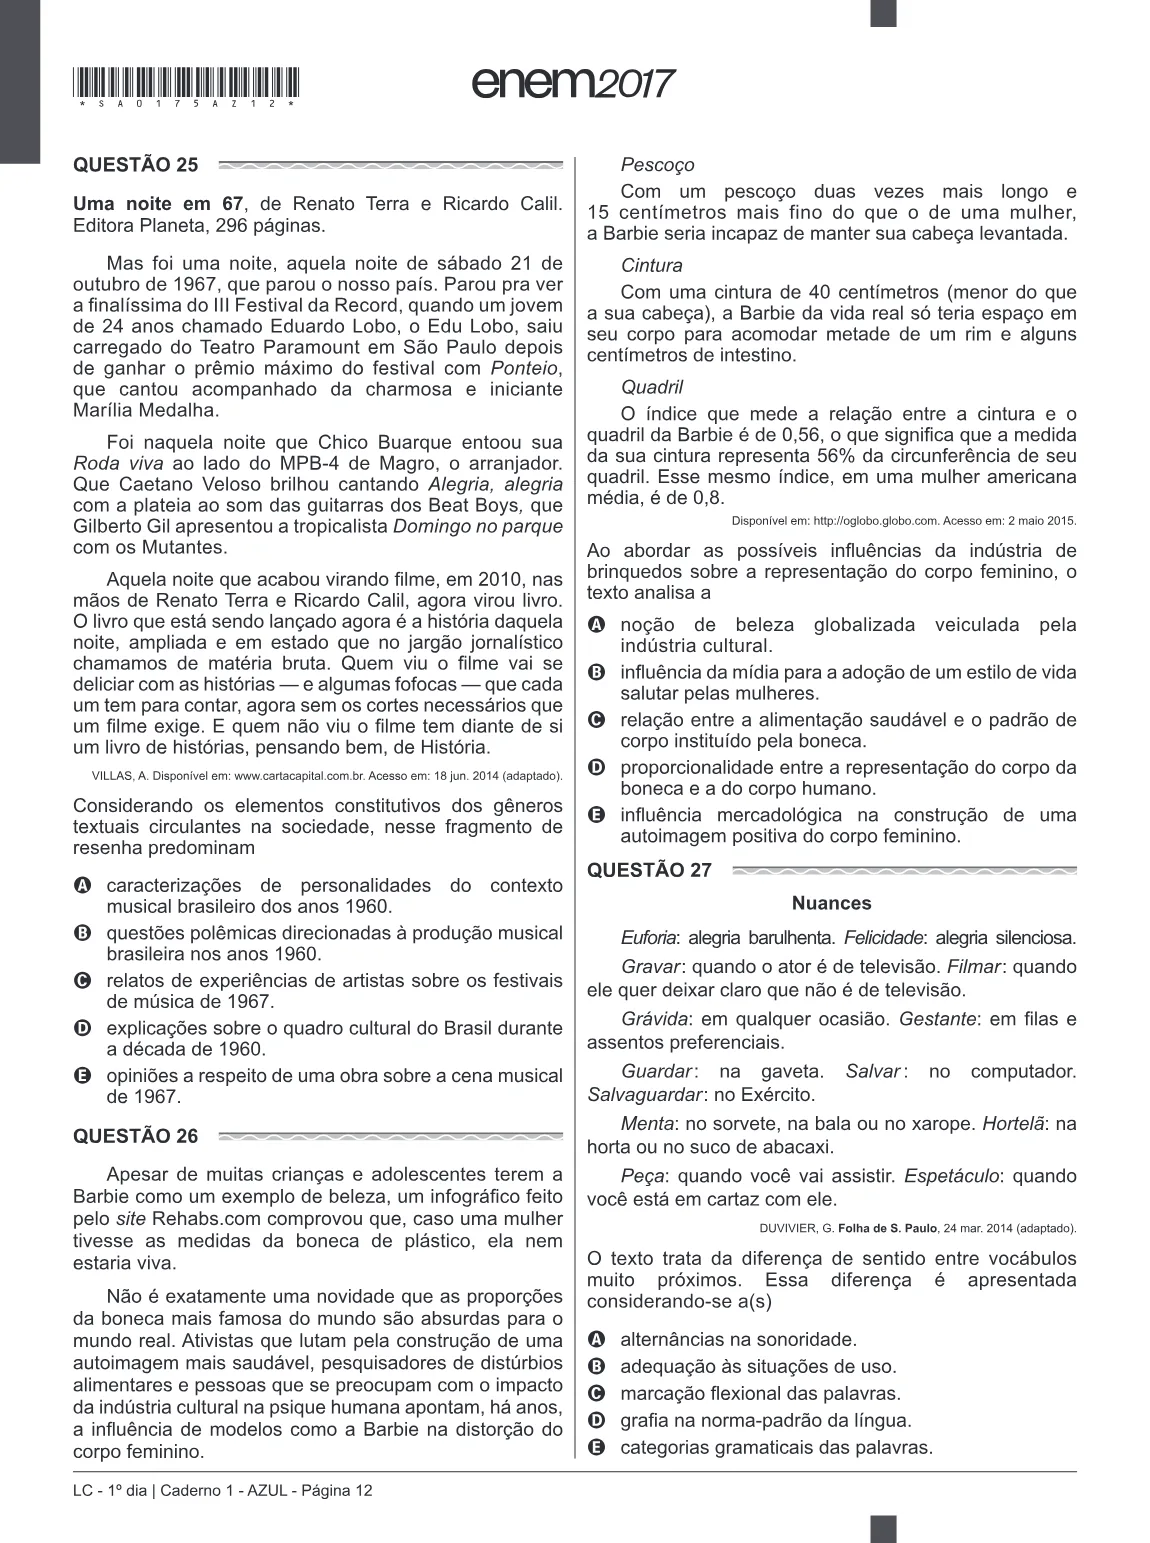 *SA0175AZ12*
enem2017
QUESTÃO 25
Uma noite em 67, de Renato Terra e Ricardo Calil.
Editora Planeta, 296 páginas.
Mas foi uma noite, aquela noite de sábado 21 de
outubro de 1967, que parou o nosso país. Parou pra ver
a finalíssima do III Festival da Record, quando um jovem
de 24 anos chamado Eduardo Lobo, o Edu Lobo, saiu
carregado do Teatro Paramount em São Paulo depois
de ganhar o prêmio máximo do festival com Ponteio,
que cantou acompanhado da charmosa e iniciante
Marília Medalha.
Foi naquela noite que Chico Buarque entoou sua
Roda viva ao lado do MPB-4 de Magro, o arranjador.
Que Caetano Veloso brilhou cantando Alegria, alegria
com a plateia ao som das guitarras dos Beat Boys, que
Gilberto Gil apresentou a tropicalista Domingo no parque
com os Mutantes.
Aquela noite que acabou virando filme, em 2010, nas
mãos de Renato Terra e Ricardo Calil, agora virou livro.
O livro que está sendo lançado agora é a história daquela
noite, ampliada e em estado que no jargão jornalístico
chamamos de matéria bruta. Quem viu o filme vai se
deliciar com as histórias — e algumas fofocas — que cada
um tem para contar, agora sem os cortes necessários que
um filme exige. E quem não viu o filme tem diante de si
um livro de histórias, pensando bem, de História.
VILLAS, A. Disponível em: www.cartacapital.com.br. Acesso em: 18 jun. 2014 (adaptado).
Considerando os elementos constitutivos dos gêneros
textuais circulantes na sociedade, nesse fragmento de
resenha predominam
A caracterizações de personalidades do contexto
musical brasileiro dos anos 1960.
B questões polêmicas direcionadas à produção musical
brasileira nos anos 1960.
C relatos de experiências de artistas sobre os festivais
de música de 1967.
D explicações sobre o quadro cultural do Brasil durante
a década de 1960.
E opiniões a respeito de uma obra sobre a cena musical
de 1967.
QUESTÃO 26
Apesar de muitas crianças e adolescentes terem a
Barbie como um exemplo de beleza, um infográfico feito
pelo site Rehabs.com comprovou que, caso uma mulher
tivesse as medidas da boneca de plástico, ela nem
estaria viva.
Não é exatamente uma novidade que as proporções
da boneca mais famosa do mundo são absurdas para o
mundo real. Ativistas que lutam pela construção de uma
autoimagem mais saudável, pesquisadores de distúrbios
alimentares e pessoas que se preocupam com o impacto
da indústria cultural na psique humana apontam, há anos,
a influência de modelos como a Barbie na distorção do
corpo feminino.
Pescoço
Com um pescoço duas vezes mais longo e
15 centímetros mais fino do que o de uma mulher,
a Barbie seria incapaz de manter sua cabeça levantada.
Cintura
Com uma cintura de 40 centímetros (menor do que
a sua cabeça), a Barbie da vida real só teria espaço em
seu corpo para acomodar metade de um rim e alguns
centímetros de intestino.
Quadril
O índice que mede a relação entre a cintura e o
quadril da Barbie é de 0,56, o que significa que a medida
da sua cintura representa 56% da circunferência de seu
quadril. Esse mesmo índice, em uma mulher americana
média, é de 0,8.
Disponível em: http://oglobo.globo.com. Acesso em: 2 maio 2015.
Ao abordar as possíveis influências da indústria de
brinquedos sobre a representação do corpo feminino, o
texto analisa a
A noção de beleza globalizada veiculada pela
indústria cultural.
B influência da mídia para a adoção de um estilo de vida
salutar pelas mulheres.
C relação entre a alimentação saudável e o padrão de
corpo instituído pela boneca.
D proporcionalidade entre a representação do corpo da
boneca e a do corpo humano.
E influência mercadológica na construção de uma
autoimagem positiva do corpo feminino.
QUESTÃO 27
Nuances
Euforia: alegria barulhenta. Felicidade: alegria silenciosa.
Gravar: quando o ator é de televisão. Filmar: quando
ele quer deixar claro que não é de televisão.
Grávida: em qualquer ocasião. Gestante: em filas e
assentos preferenciais.
Guardar: na gaveta. Salvar: no computador.
Salvaguardar: no Exército.
Menta: no sorvete, na bala ou no xarope. Hortelã: na
horta ou no suco de abacaxi.
Peça: quando você vai assistir. Espetáculo: quando
você está em cartaz com ele.
DUVIVIER, G. Folha de S. Paulo, 24 mar. 2014 (adaptado).
O texto trata da diferença de sentido entre vocábulos
muito próximos. Essa diferença é apresentada
considerando-se a(s)
A alternâncias na sonoridade.
B adequação às situações de uso.
C marcação flexional das palavras.
D grafia na norma-padrão da língua.
E categorias gramaticais das palavras.
LC - 1º dia | Caderno 1 - AZUL - Página 12